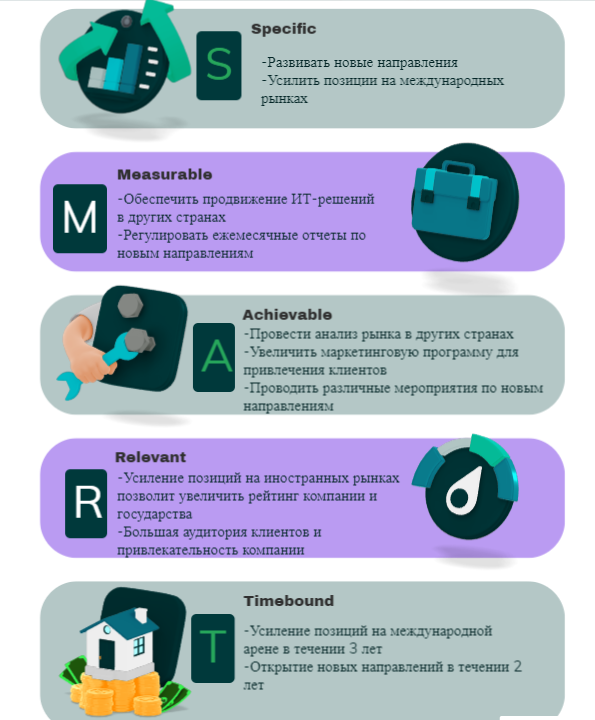 Specific
S
-Развивать новые направления
-Усилить позиции на международных
рынках
Measurable
M
-Обеспечить продвижение ИТ-решений
в других странах
-Регулировать ежемесячные отчеты по
новым направлениям
Achievable
A
-Провести анализ рынка в других странах
-Увеличить маркетинговую программу для
привлечения клиентов
-Проводить различные мероприятия по новым
направлениям
Relevant
R
-Усиление позиций на иностранных рынках
позволит увеличить рейтинг компании и
государства
-Большая аудитория клиентов и
привлекательность компании
Timebound
T
-Усиление позиций на международной
арене в течении 3 лет
-Открытие новых направлений в течении 2
лет